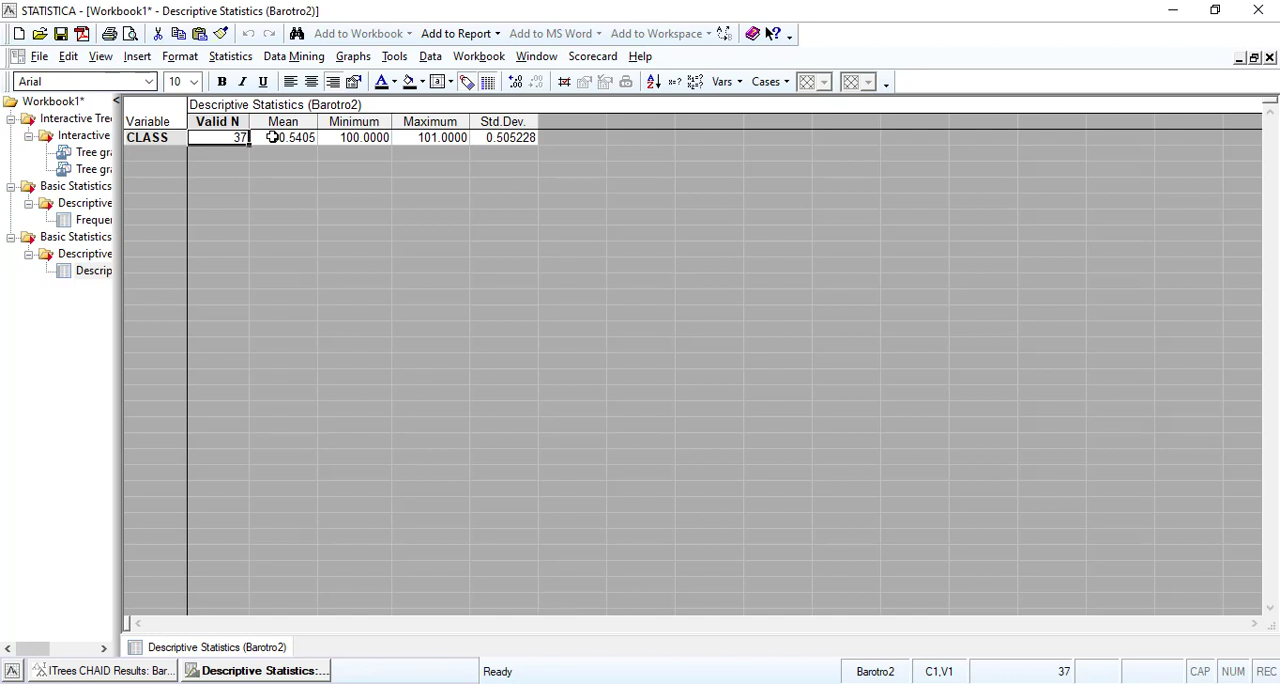 STATISTICA - [Workbook1* - Descriptive Statistics (Barotro2)]
Add to Workbook Add to Report Add to MS Word Add to Workspace
File Edit View Insert Format Statistics Data Mining Graphs Tools Data Workbook Window Scorecard Help
Arial 10 B I U Vars Cases
Workbook1*
Interactive Tre
Interactive
Tree gr
Tree gr
Basic Statistics
Descriptive
Frequer
Basic Statistics
Descriptive
Descrip
Descriptive Statistics (Barotro2)
Variable Valid N Mean Minimum Maximum Std.Dev.
CLASS 37 0.5405 100.0000 101.0000 0.505228
Descriptive Statistics (Barotro2)
ITrees CHAID Results: Bar... Descriptive Statistics:... Ready Barotro2 C1,V1 37 CAP NUM REC